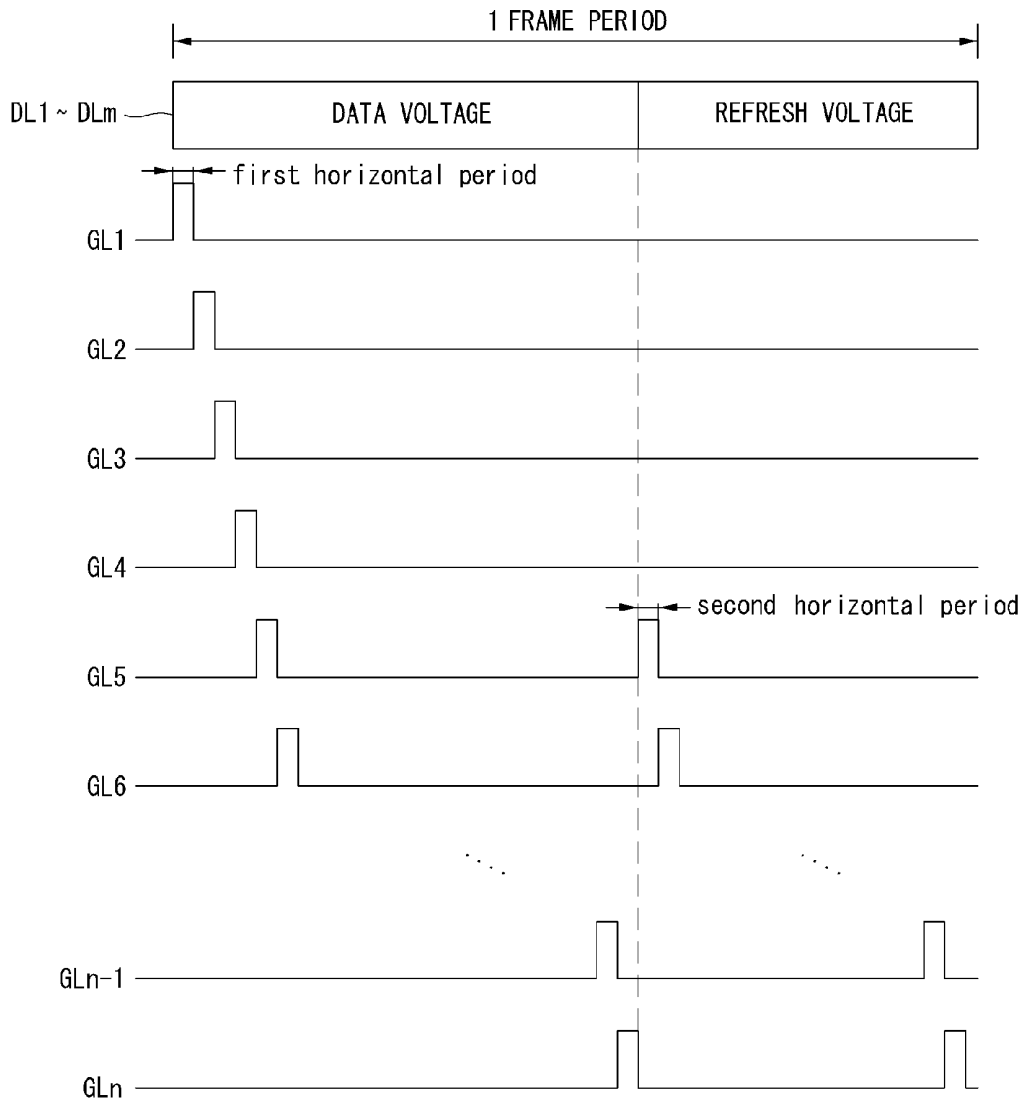 1 FRAME PERIOD
DL1 ~ DLm
DATA VOLTAGE
REFRESH VOLTAGE
first horizontal period
GL1
GL2
GL3
GL4
second horizontal period
GL5
GL6
GLn-1
GLn